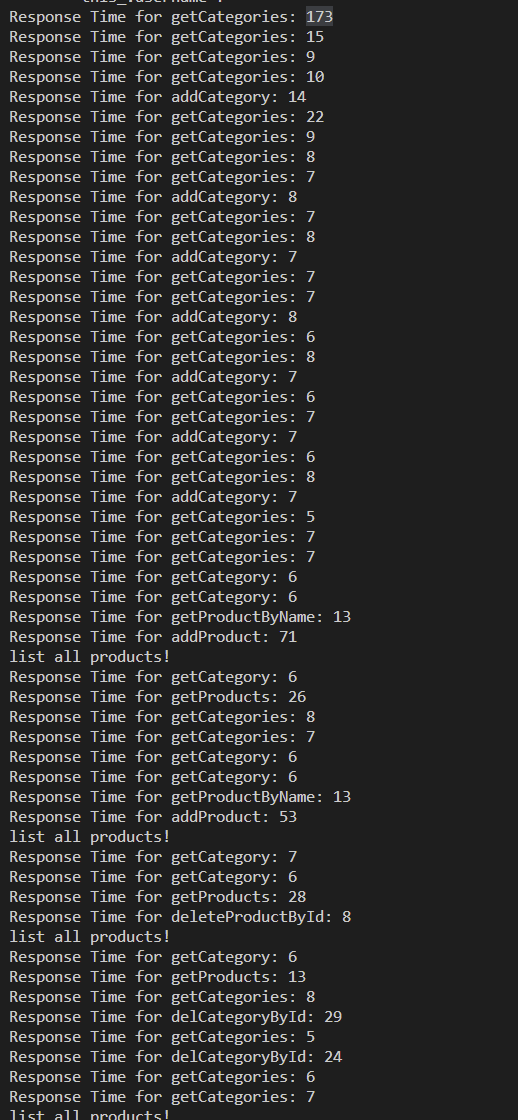 Response Time for getCategories: 173
Response Time for getCategories: 15
Response Time for getCategories: 9
Response Time for getCategories: 10
Response Time for addCategory: 14
Response Time for getCategories: 22
Response Time for getCategories: 9
Response Time for getCategories: 8
Response Time for getCategories: 7
Response Time for addCategory: 8
Response Time for getCategories: 7
Response Time for getCategories: 8
Response Time for addCategory: 7
Response Time for getCategories: 7
Response Time for getCategories: 7
Response Time for addCategory: 8
Response Time for getCategories: 6
Response Time for getCategories: 8
Response Time for addCategory: 7
Response Time for getCategories: 6
Response Time for getCategories: 7
Response Time for addCategory: 7
Response Time for getCategories: 6
Response Time for getCategories: 8
Response Time for addCategory: 7
Response Time for getCategories: 5
Response Time for getCategories: 7
Response Time for getCategories: 7
Response Time for getCategory: 6
Response Time for getCategory: 6
Response Time for getProductByName: 13
Response Time for addProduct: 71
list all products!
Response Time for getCategory: 6
Response Time for getProducts: 26
Response Time for getCategories: 8
Response Time for getCategories: 7
Response Time for getCategory: 6
Response Time for getCategory: 6
Response Time for getProductByName: 13
Response Time for addProduct: 53
list all products!
Response Time for getCategory: 7
Response Time for getCategory: 6
Response Time for getProducts: 28
Response Time for deleteProductById: 8
list all products!
Response Time for getCategory: 6
Response Time for getProducts: 13
Response Time for getCategories: 8
Response Time for delCategoryById: 29
Response Time for getCategories: 5
Response Time for delCategoryById: 24
Response Time for getCategories: 6
Response Time for getCategories: 7
list all products!